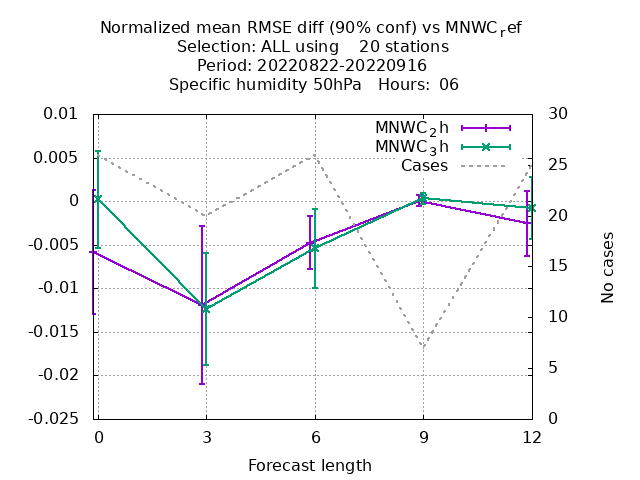 Normalized mean RMSE diff (90% conf) vs MNWC_ref
Selection: ALL using 20 stations
Period: 20220822-20220916
Specific humidity 50hPa Hours: 06
MNWC_2h
MNWC_3h
Cases
0.01
0.005
0
-0.005
-0.01
-0.015
-0.02
-0.025
30
25
20
15
10
5
0
No cases
0 3 6 9 12
Forecast length